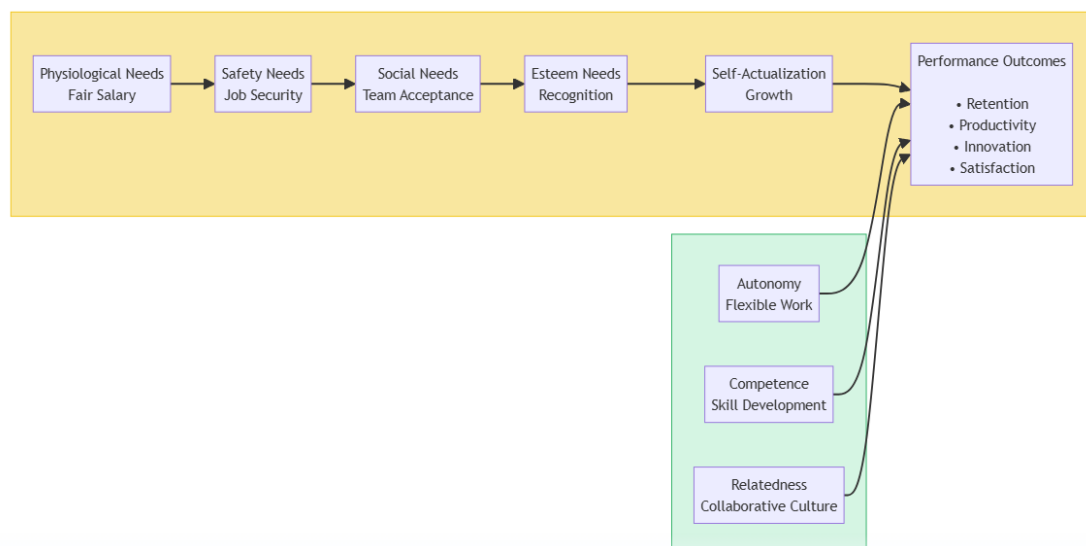 Physiological Needs
Fair Salary
Safety Needs
Job Security
Social Needs
Team Acceptance
Esteem Needs
Recognition
Self-Actualization
Growth
Performance Outcomes
• Retention
• Productivity
• Innovation
• Satisfaction
Autonomy
Flexible Work
Competence
Skill Development
Relatedness
Collaborative Culture